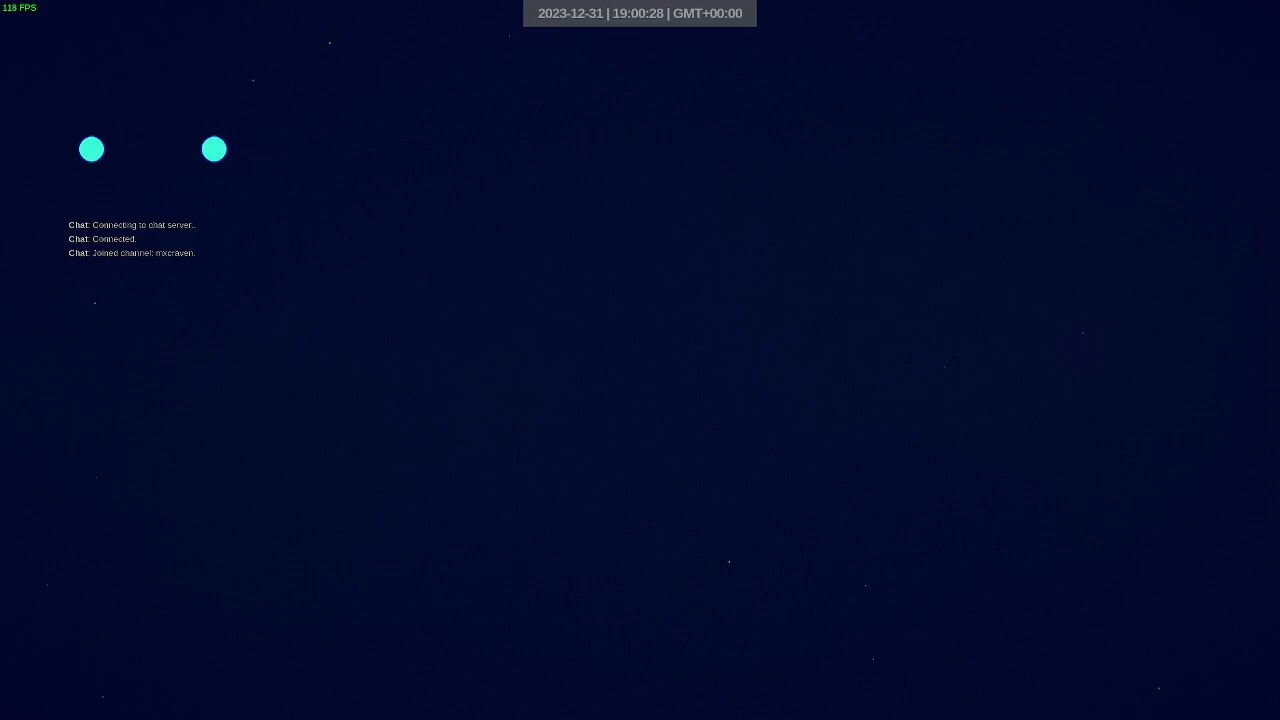 118 FPS
2023-12-31 | 19:00:28 | GMT+00:00
Chat: Connecting to chat server..
Chat: Connected.
Chat: Joined channel: mxcraven.